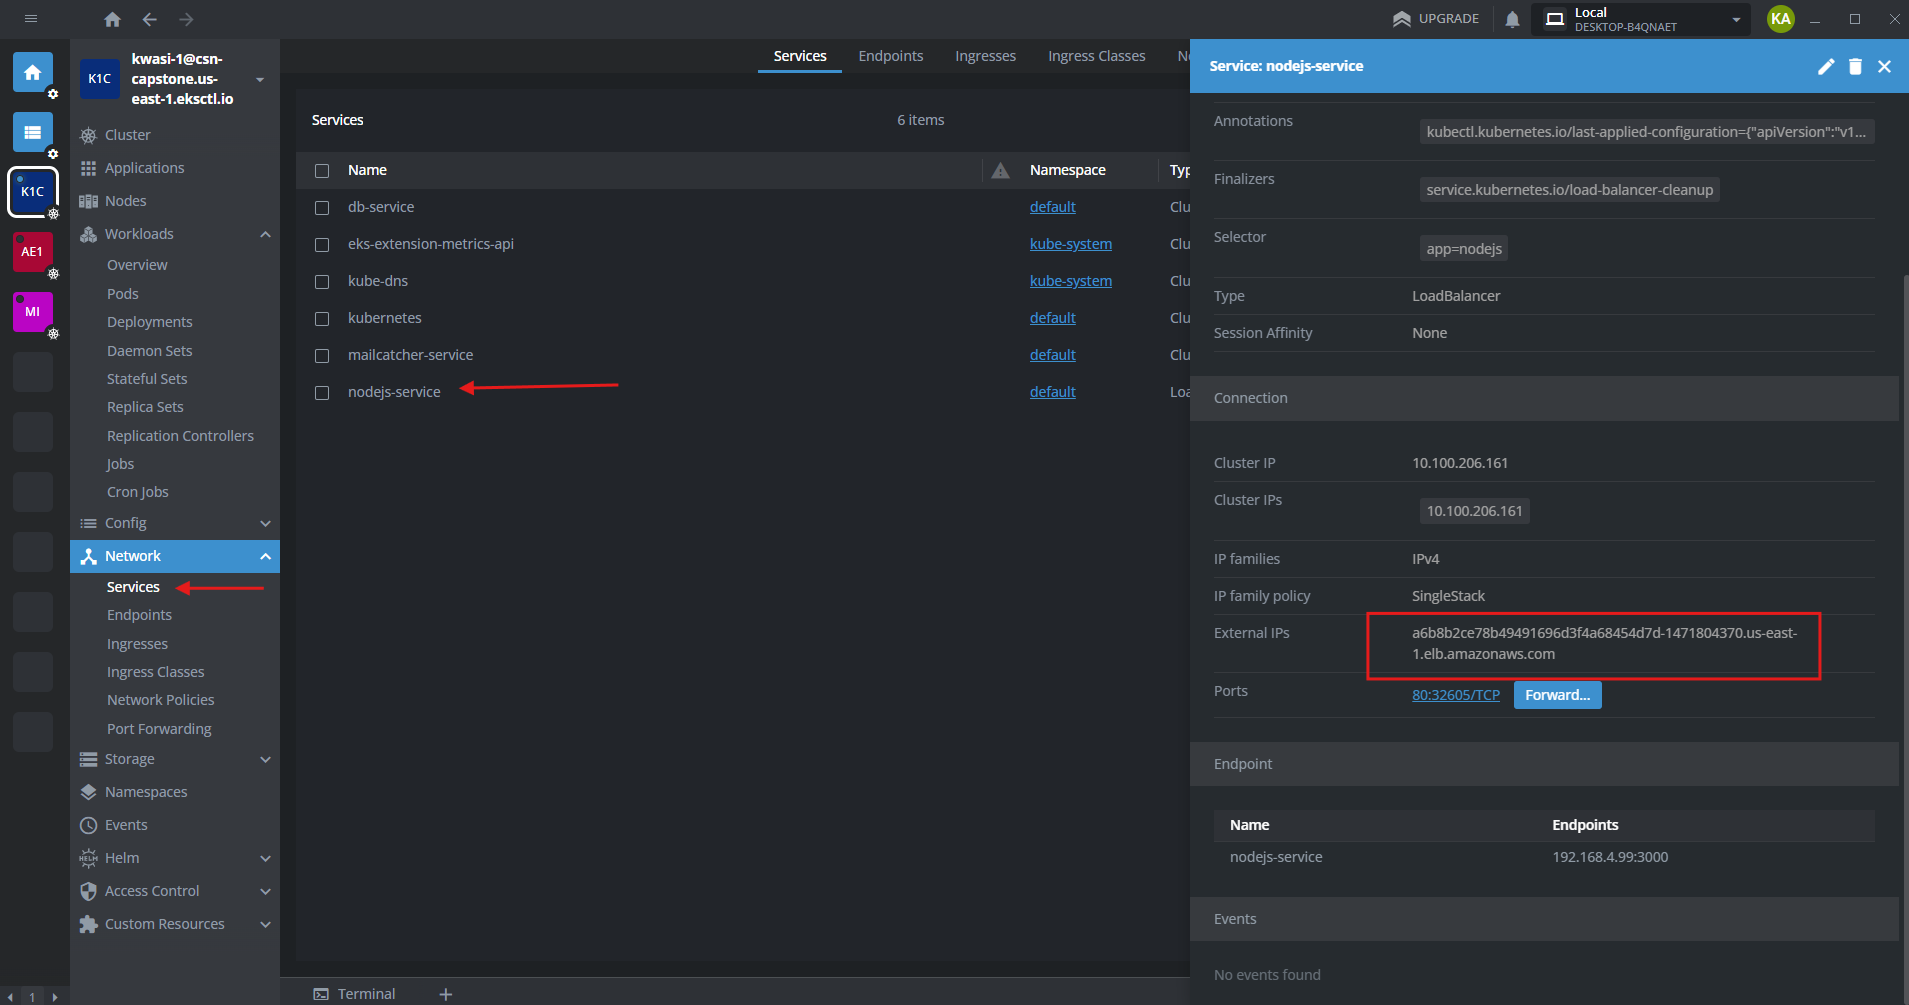 UPGRADE
Local
DESKTOP-B4QNAET
KA
K1C
AE1
MI
1
K1C
kwasi-1@csn-
capstone.us-
east-1.eksctl.io
Cluster
Applications
Nodes
Workloads
Overview
Pods
Deployments
Daemon Sets
Stateful Sets
Replica Sets
Replication Controllers
Jobs
Cron Jobs
Config
Network
Services
Endpoints
Ingresses
Ingress Classes
Network Policies
Port Forwarding
Storage
Namespaces
Events
HELM
Helm
Access Control
Custom Resources
Services Endpoints Ingresses Ingress Classes N
Services 6 items
Name Namespace Typ
db-service default Clu
eks-extension-metrics-api kube-system Clu
kube-dns kube-system Clu
kubernetes default Clu
mailcatcher-service default Clu
nodejs-service default Loa
Terminal
Service: nodejs-service
Annotations kubectl.kubernetes.io/last-applied-configuration={"apiVersion":"v1...
Finalizers service.kubernetes.io/load-balancer-cleanup
Selector app=nodejs
Type LoadBalancer
Session Affinity None
Connection
Cluster IP 10.100.206.161
Cluster IPs 10.100.206.161
IP families IPv4
IP family policy SingleStack
External IPs a6b8b2ce78b49491696d3f4a68454d7d-1471804370.us-east-
1.elb.amazonaws.com
Ports 80:32605/TCP Forward...
Endpoint
Name Endpoints
nodejs-service 192.168.4.99:3000
Events
No events found